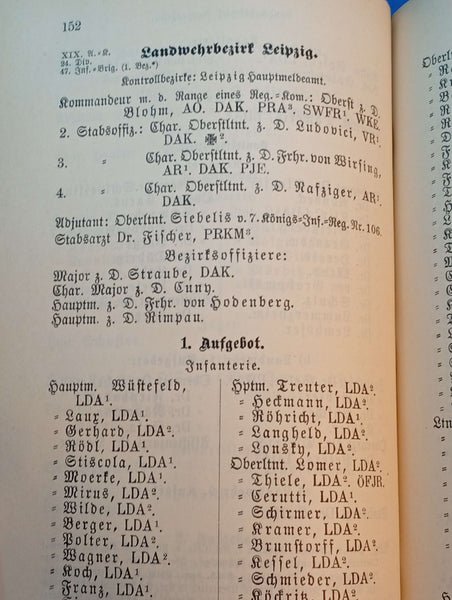 152
XIX. A.-K.
24. Div.
47. Inf.-Brig. (1. Bez.*)
Landwehrbezirk Leipzig.
Kontrollbezirke: Leipzig Hauptmeldeamt.
Kommandeur m. d. Range eines Reg.-Kom.: Oberst z. D.
Blohm, AÖ. DAK. PRA³. SWFR¹. WKE.
2. Stabsoffiz.: Char. Oberstltnt. z. D. Ludovici, VR¹.
DAK. ✠².
3. „ Char. Oberstltnt. z. D. Frhr. von Wirsing,
AR¹. DAK. PJE.
4. „ Char. Oberstltnt. z. D. Nafziger, AR¹.
DAK.
Adjutant: Oberltnt. Siebelis v. 7. Königs-Inf.-Reg. Nr. 106.
Stabsarzt Dr. Fischer, PRKM³.
Bezirksoffiziere:
Major z. D. Straube, DAK.
Char. Major z. D. Cuny.
Hauptm. z. D. Frhr. von Hodenberg.
Hauptm. z. D. Rimpau.
1. Aufgebot.
Infanterie.
Hauptm. Wüstefeld,
LDA¹.
- Laux, LDA¹.
- Gerhard, LDA².
- Rödl, LDA¹.
- Stiscola, LDA¹.
- Moerke, LDA¹.
- Mirus, LDA².
- Wilde, LDA².
- Berger, LDA¹.
- Polter, LDA².
- Wagner, LDA².
- Koch, LDA¹.
- Franz, LDA¹.
Hptm. Treuter, LDA².
- Heckmann, LDA².
- Röhricht, LDA¹.
- Langheld, LDA².
- Lonsky, LDA².
Oberltnt. Lomer, LDA².
- Thiele, LDA². ÖFJR.
- Cerutti, LDA¹.
- Schirmer, LDA².
- Kramer, LDA².
- Brunstorff, LDA².
- Kessel, LDA².
- Schmieder, LDA².
- Köckritz, LDA².